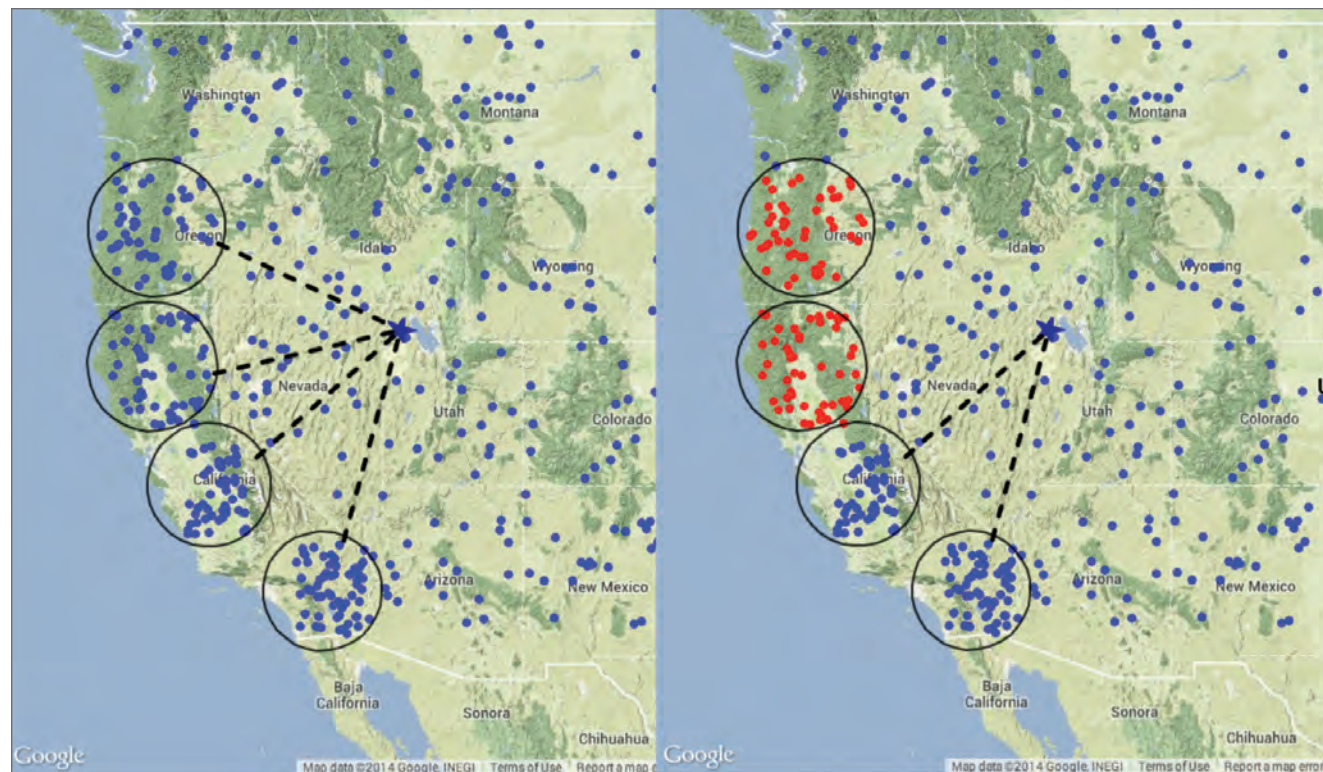 Washington
Montana
Oregon
Idaho
Wyoming
Nevada
Utah
Colorado
California
Arizona
New Mexico
Baja
California
Sonora
Chihuahua
Google
Map data ©2014 Google, INEGI
Terms of Use
Report a map e
Washington
Montana
Oregon
Idaho
Wyoming
Nevada
U
Utah
Colorado
California
Arizona
New Mexico
Baja
California
Sonora
Chihuahua
Google
Map data ©2014 Google, INEGI
Terms of Use
Report a map error